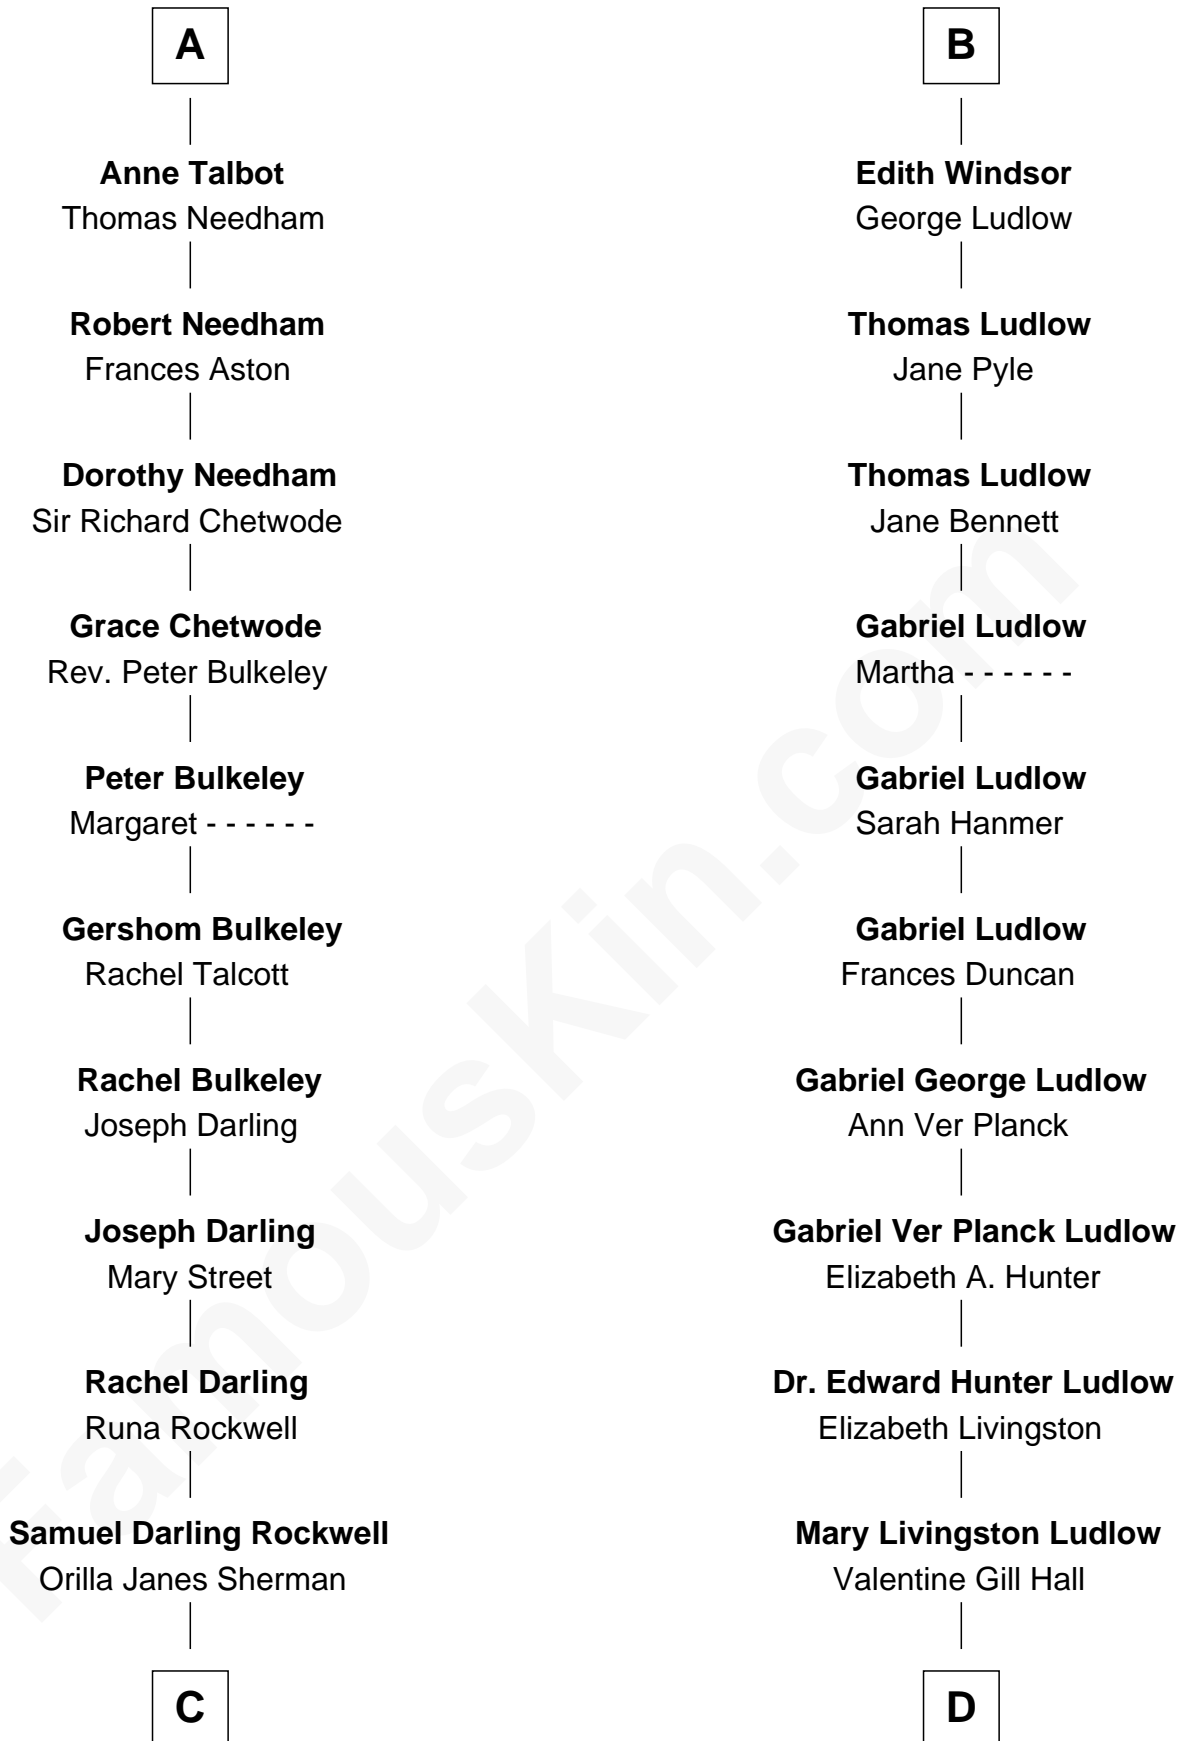 A
Anne Talbot
Thomas Needham
Robert Needham
Frances Aston
Dorothy Needham
Sir Richard Chetwode
Grace Chetwode
Rev. Peter Bulkeley
Peter Bulkeley
Margaret - - - - - -
Gershom Bulkeley
Rachel Talcott
Rachel Bulkeley
Joseph Darling
Joseph Darling
Mary Street
Rachel Darling
Runa Rockwell
Samuel Darling Rockwell
Orilla Janes Sherman
C
B
Edith Windsor
George Ludlow
Thomas Ludlow
Jane Pyle
Thomas Ludlow
Jane Bennett
Gabriel Ludlow
Martha - - - - - -
Gabriel Ludlow
Sarah Hanmer
Gabriel Ludlow
Frances Duncan
Gabriel George Ludlow
Ann Ver Planck
Gabriel Ver Planck Ludlow
Elizabeth A. Hunter
Dr. Edward Hunter Ludlow
Elizabeth Livingston
Mary Livingston Ludlow
Valentine Gill Hall
D
FamousKin.com